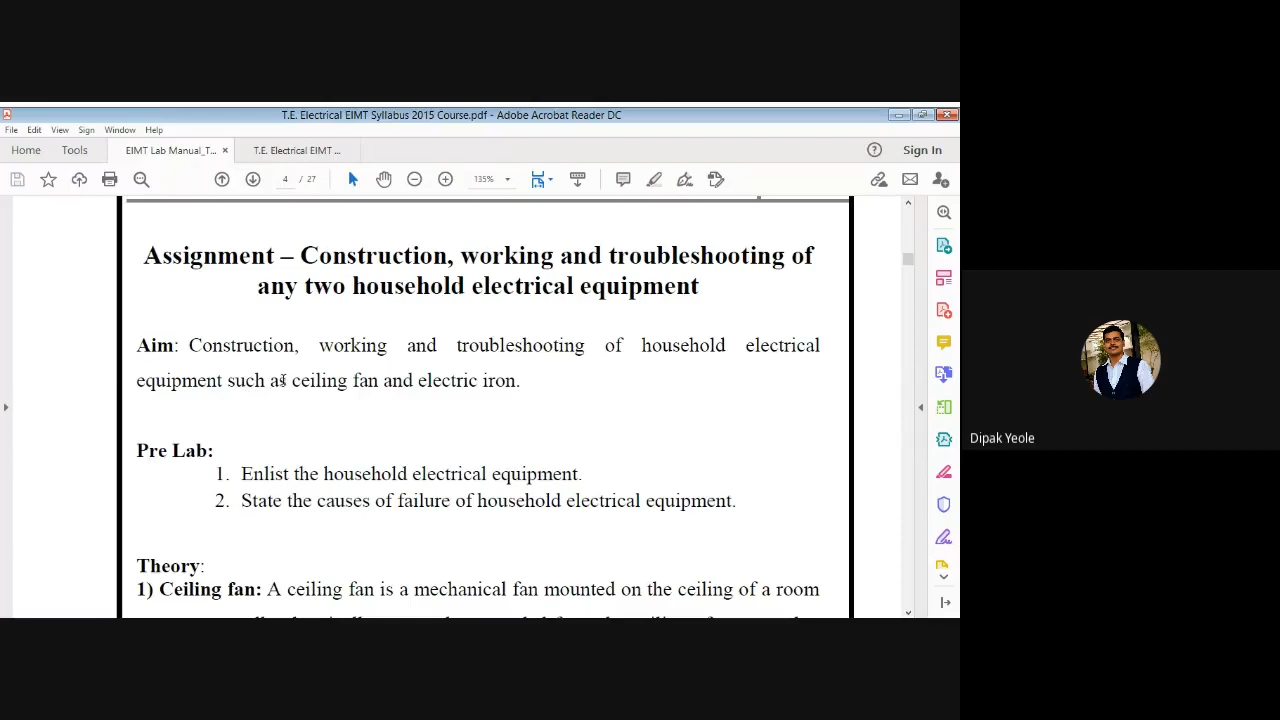 T.E. Electrical EIMT Syllabus 2015 Course.pdf - Adobe Acrobat Reader DC
File Edit View Sign Window Help
Home Tools EIMT Lab Manual_T... × T.E. Electrical EIMT ... Sign In
4 / 27 135%
Assignment – Construction, working and troubleshooting of
any two household electrical equipment
Aim: Construction, working and troubleshooting of household electrical
equipment such as ceiling fan and electric iron.
Pre Lab:
1. Enlist the household electrical equipment.
2. State the causes of failure of household electrical equipment.
Theory:
1) Ceiling fan: A ceiling fan is a mechanical fan mounted on the ceiling of a room
Dipak Yeole